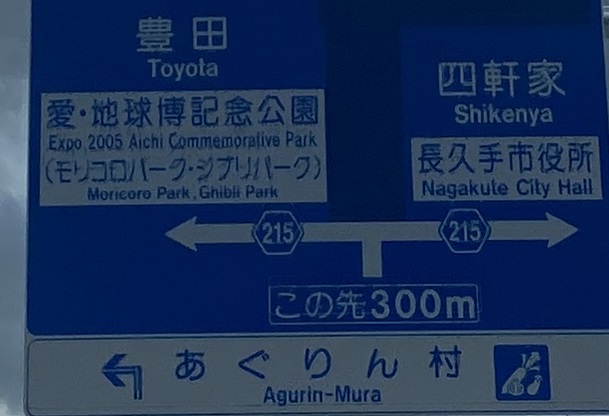 豊田
Toyota
愛・地球博記念公園
Expo 2005 Aichi Commemorative Park
(モリコロパーク・ジブリパーク)
Moricoro Park, Ghibli Park
四軒家
Shikenya
長久手市役所
Nagakute City Hall
215
215
この先300m
あぐりん村
Agurin-Mura